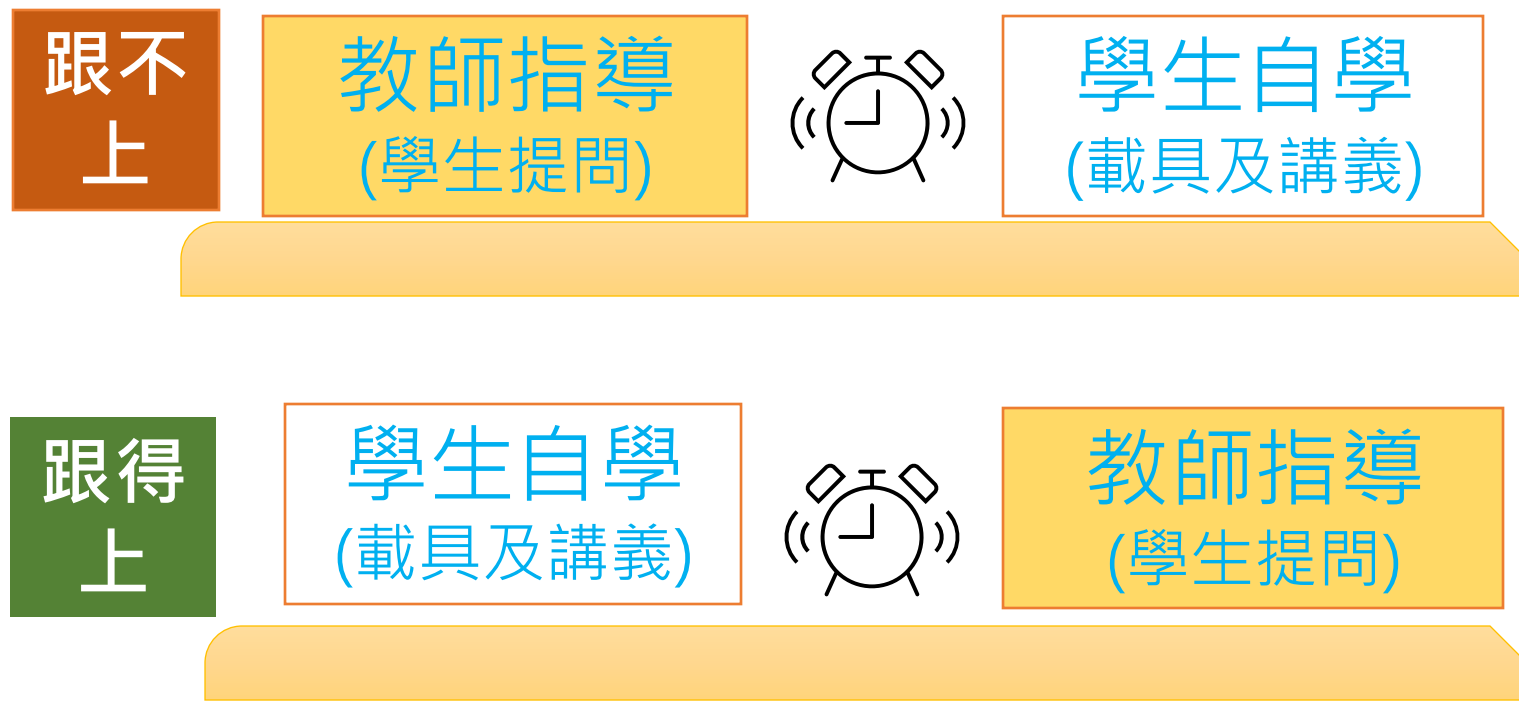 跟不
上
教師指導
(學生提問)
學生自學
(載具及講義)
跟得
上
學生自學
(載具及講義)
教師指導
(學生提問)